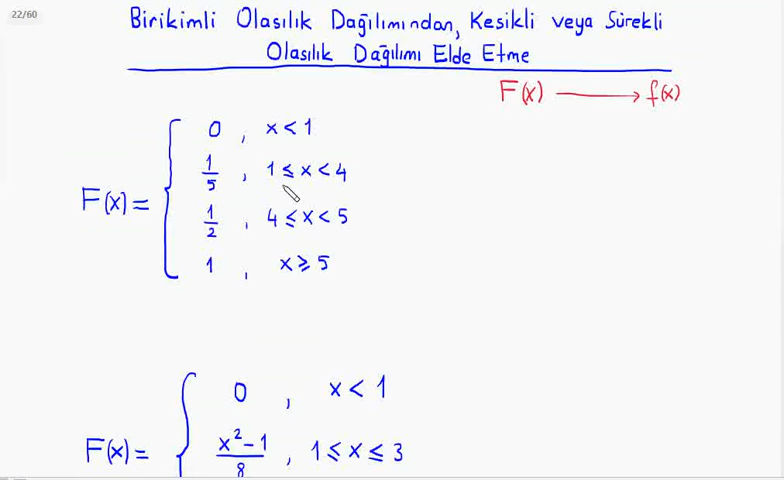 22/60
Birikimli Olasılık Dağılımından, Kesikli veya Sürekli
Olasılık Dağılımı Elde Etme
F(x) ⟶ f(x)
0 , x < 1
1/5 , 1 ≤ x < 4
F(x) =
1/2 , 4 ≤ x < 5
1 , x ≥ 5
0 , x < 1
F(x) = x²-1/8 , 1 ≤ x ≤ 3